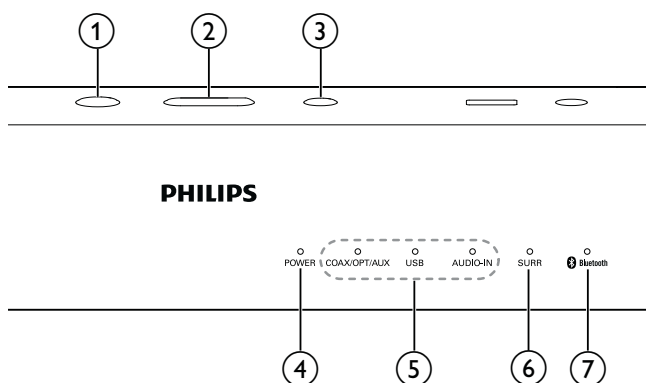 1 2 3
PHILIPS
POWER COAX/OPT/AUX USB AUDIO-IN SURR Bluetooth
4 5 6 7